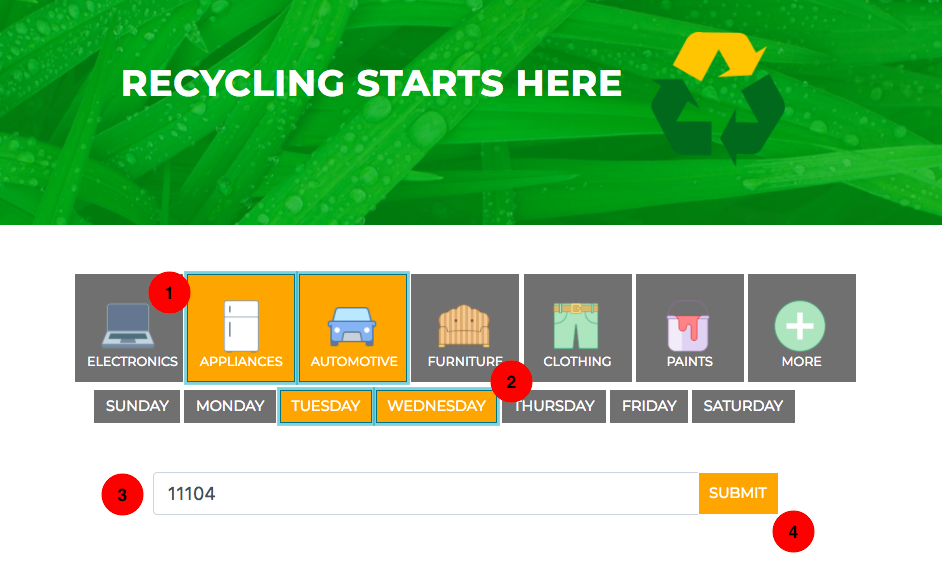 RECYCLING STARTS HERE
1
ELECTRONICS APPLIANCES AUTOMOTIVE FURNITURE CLOTHING PAINTS MORE
2
SUNDAY MONDAY TUESDAY WEDNESDAY THURSDAY FRIDAY SATURDAY
3 11104 SUBMIT
4